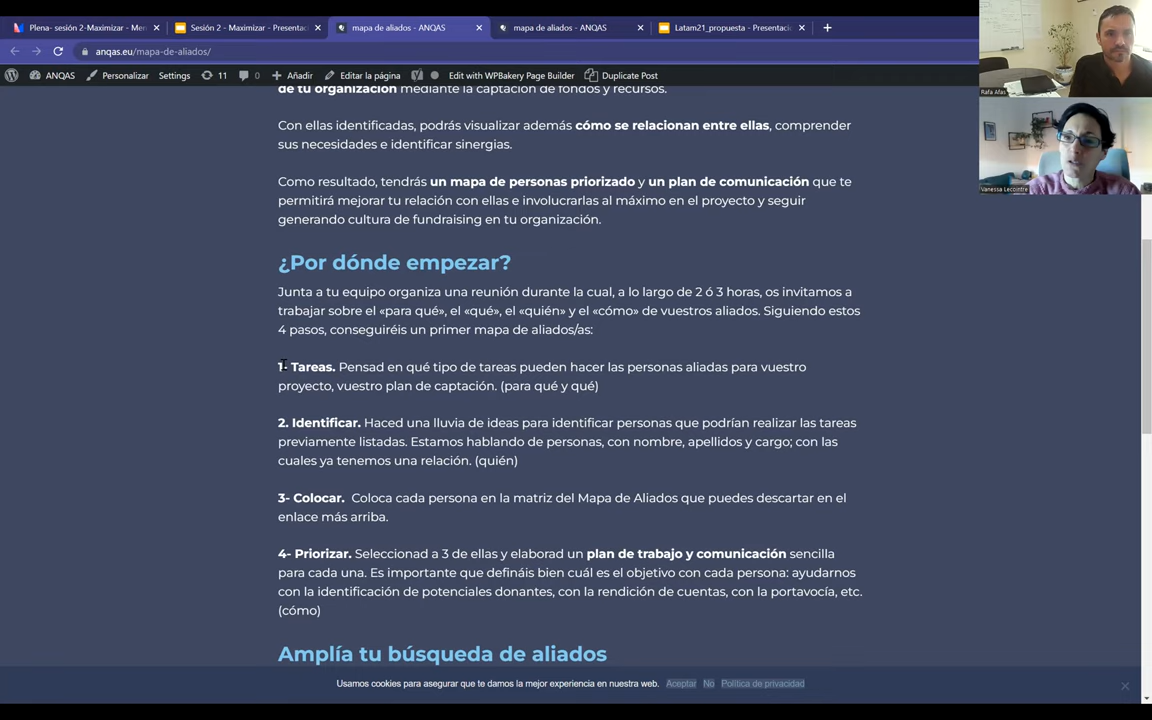 Plena- sesión 2-Maximizar - Men
Sesión 2 - Maximizar - Presentac
mapa de aliados - ANQAS
mapa de aliados - ANQAS
Latam21_propuesta - Presentacio
anqas.eu/mapa-de-aliados/
ANQAS
Personalizar
Settings
11
0
Añadir
Editar la página
Edit with WPBakery Page Builder
Duplicate Post
Rafa Afas
Vanessa Lecointre
de tu organización mediante la captación de fondos y recursos.
Con ellas identificadas, podrás visualizar además cómo se relacionan entre ellas, comprender
sus necesidades e identificar sinergias.
Como resultado, tendrás un mapa de personas priorizado y un plan de comunicación que te
permitirá mejorar tu relación con ellas e involucrarlas al máximo en el proyecto y seguir
generando cultura de fundraising en tu organización.
¿Por dónde empezar?
Junta a tu equipo organiza una reunión durante la cual, a lo largo de 2 ó 3 horas, os invitamos a
trabajar sobre el «para qué», el «qué», el «quién» y el «cómo» de vuestros aliados. Siguiendo estos
4 pasos, conseguiréis un primer mapa de aliados/as:
1- Tareas. Pensad en qué tipo de tareas pueden hacer las personas aliadas para vuestro
proyecto, vuestro plan de captación. (para qué y qué)
2. Identificar. Haced una lluvia de ideas para identificar personas que podrían realizar las tareas
previamente listadas. Estamos hablando de personas, con nombre, apellidos y cargo; con las
cuales ya tenemos una relación. (quién)
3- Colocar. Coloca cada persona en la matriz del Mapa de Aliados que puedes descartar en el
enlace más arriba.
4- Priorizar. Seleccionad a 3 de ellas y elaborad un plan de trabajo y comunicación sencilla
para cada una. Es importante que defináis bien cuál es el objetivo con cada persona: ayudarnos
con la identificación de potenciales donantes, con la rendición de cuentas, con la portavocía, etc.
(cómo)
Amplía tu búsqueda de aliados
Usamos cookies para asegurar que te damos la mejor experiencia en nuestra web.
Aceptar
No
Política de privacidad